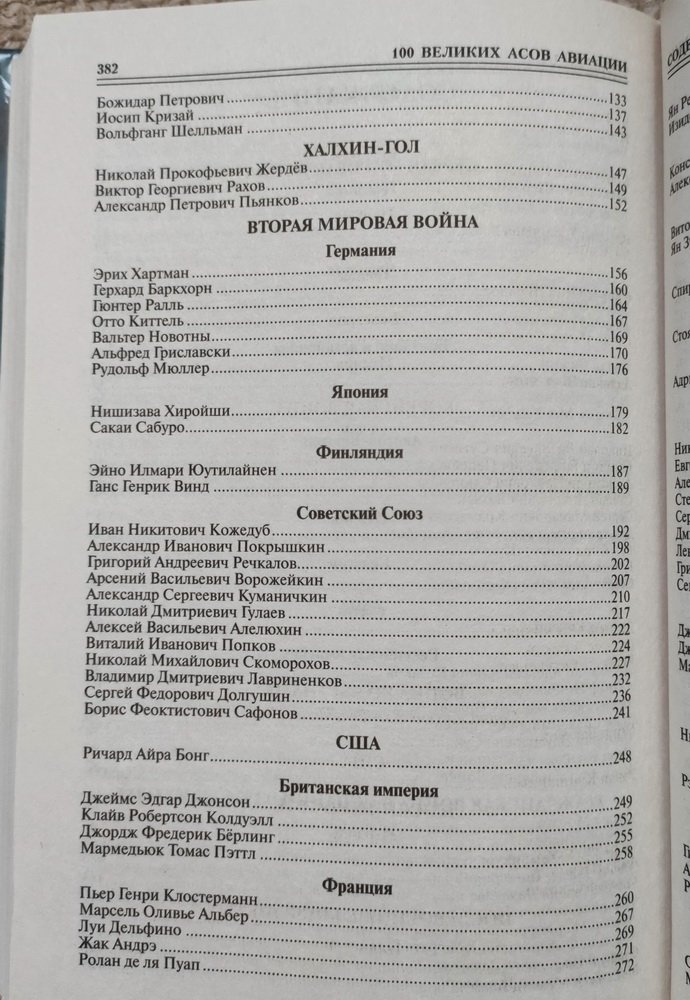 382
100 ВЕЛИКИХ АСОВ АВИАЦИИ
Божидар Петрович 133
Иосип Кризай 137
Вольфганг Шелльман 143
ХАЛХИН-ГОЛ
Николай Прокофьевич Жердёв 147
Виктор Георгиевич Рахов 149
Александр Петрович Пьянков 152
ВТОРАЯ МИРОВАЯ ВОЙНА
Германия
Эрих Хартман 156
Герхард Баркхорн 160
Гюнтер Ралль 164
Отто Киттель 167
Вальтер Новотны 169
Альфред Гриславски 170
Рудольф Мюллер 176
Япония
Нишизава Хиройши 179
Сакаи Сабуро 182
Финляндия
Эйно Илмари Юутилайнен 187
Ганс Генрик Винд 189
Советский Союз
Иван Никитович Кожедуб 192
Александр Иванович Покрышкин 198
Григорий Андреевич Речкалов 202
Арсений Васильевич Ворожейкин 207
Александр Сергеевич Куманичкин 210
Николай Дмитриевич Гулаев 217
Алексей Васильевич Алелюхин 222
Виталий Иванович Попков 224
Николай Михайлович Скоморохов 227
Владимир Дмитриевич Лавриненков 232
Сергей Федорович Долгушин 236
Борис Феоктистович Сафонов 241
США
Ричард Айра Бонг 248
Британская империя
Джеймс Эдгар Джонсон 249
Клайв Робертсон Колдуэлл 252
Джордж Фредерик Бёрлинг 255
Мармедьюк Томас Пэттл 258
Франция
Пьер Генри Клостерманн 260
Марсель Оливье Альбер 267
Луи Дельфино 269
Жак Андрэ 271
Ролан де ля Пуап 272